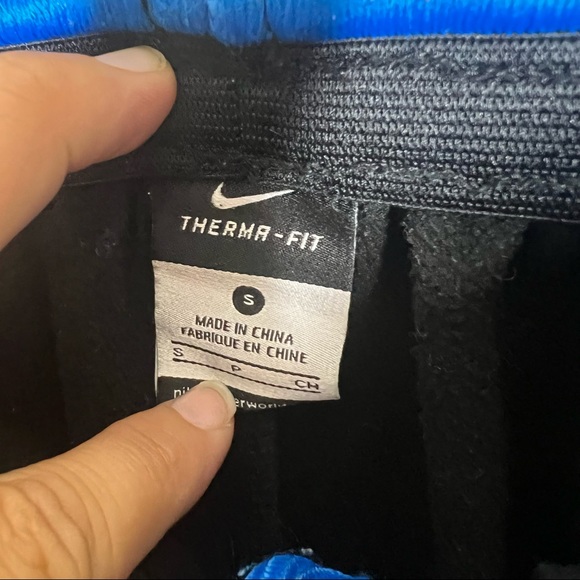 THERMA-FIT
S
MADE IN CHINA
FABRIQUE EN CHINE
S P CH